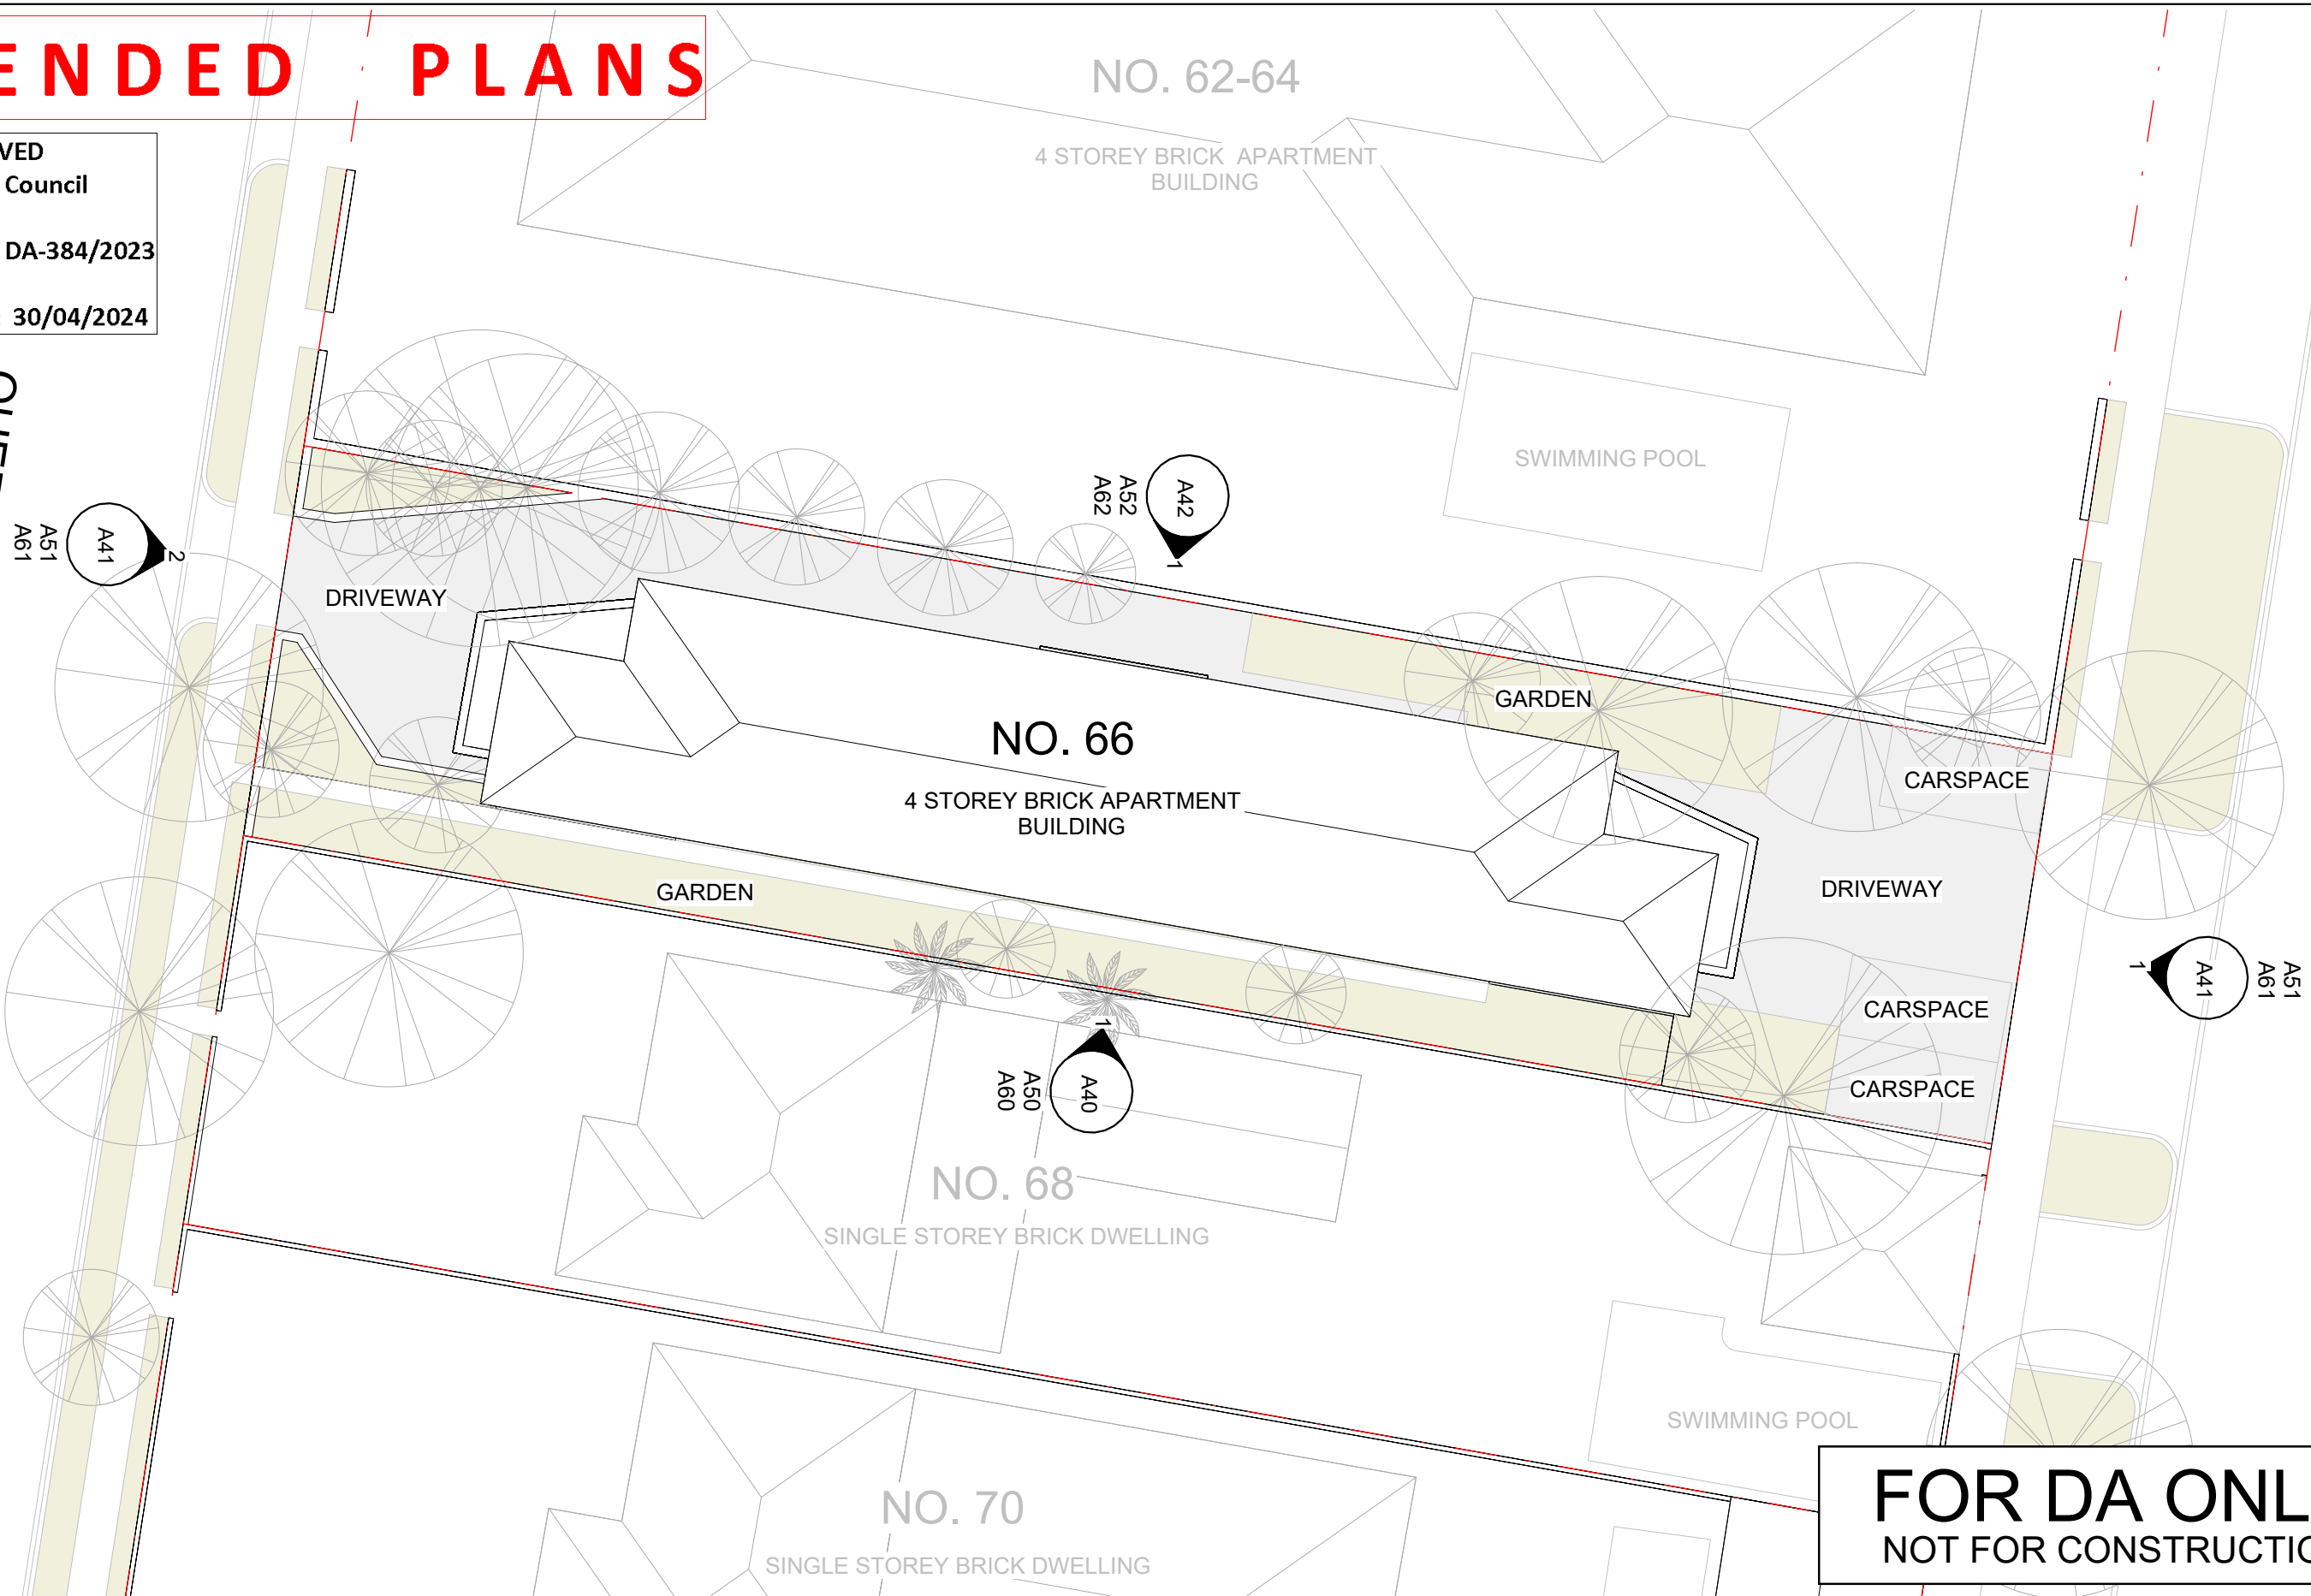 ENDED PLANS
VED
Council
DA-384/2023
: 30/04/2024
NO. 62-64
4 STOREY BRICK APARTMENT
BUILDING
SWIMMING POOL
A42
A52
A62
1
A41
A51
A61
2
DRIVEWAY
GARDEN
NO. 66
4 STOREY BRICK APARTMENT
BUILDING
CARSPACE
DRIVEWAY
GARDEN
A41
A51
A61
1
CARSPACE
CARSPACE
1
A40
A50
A60
NO. 68
SINGLE STOREY BRICK DWELLING
SWIMMING POOL
NO. 70
SINGLE STOREY BRICK DWELLING
FOR DA ONL
NOT FOR CONSTRUCTIO